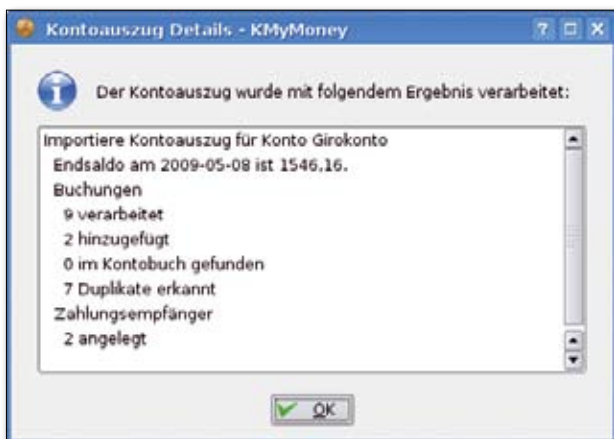 Kontoauszug Details - KMyMoney
Der Kontoauszug wurde mit folgendem Ergebnis verarbeitet:
Importiere Kontoauszug für Konto Girokonto
Endsaldo am 2009-05-08 ist 1546,16.
Buchungen
9 verarbeitet
2 hinzugefügt
0 im Kontobuch gefunden
7 Duplikate erkannt
Zahlungsempfänger
2 angelegt
OK